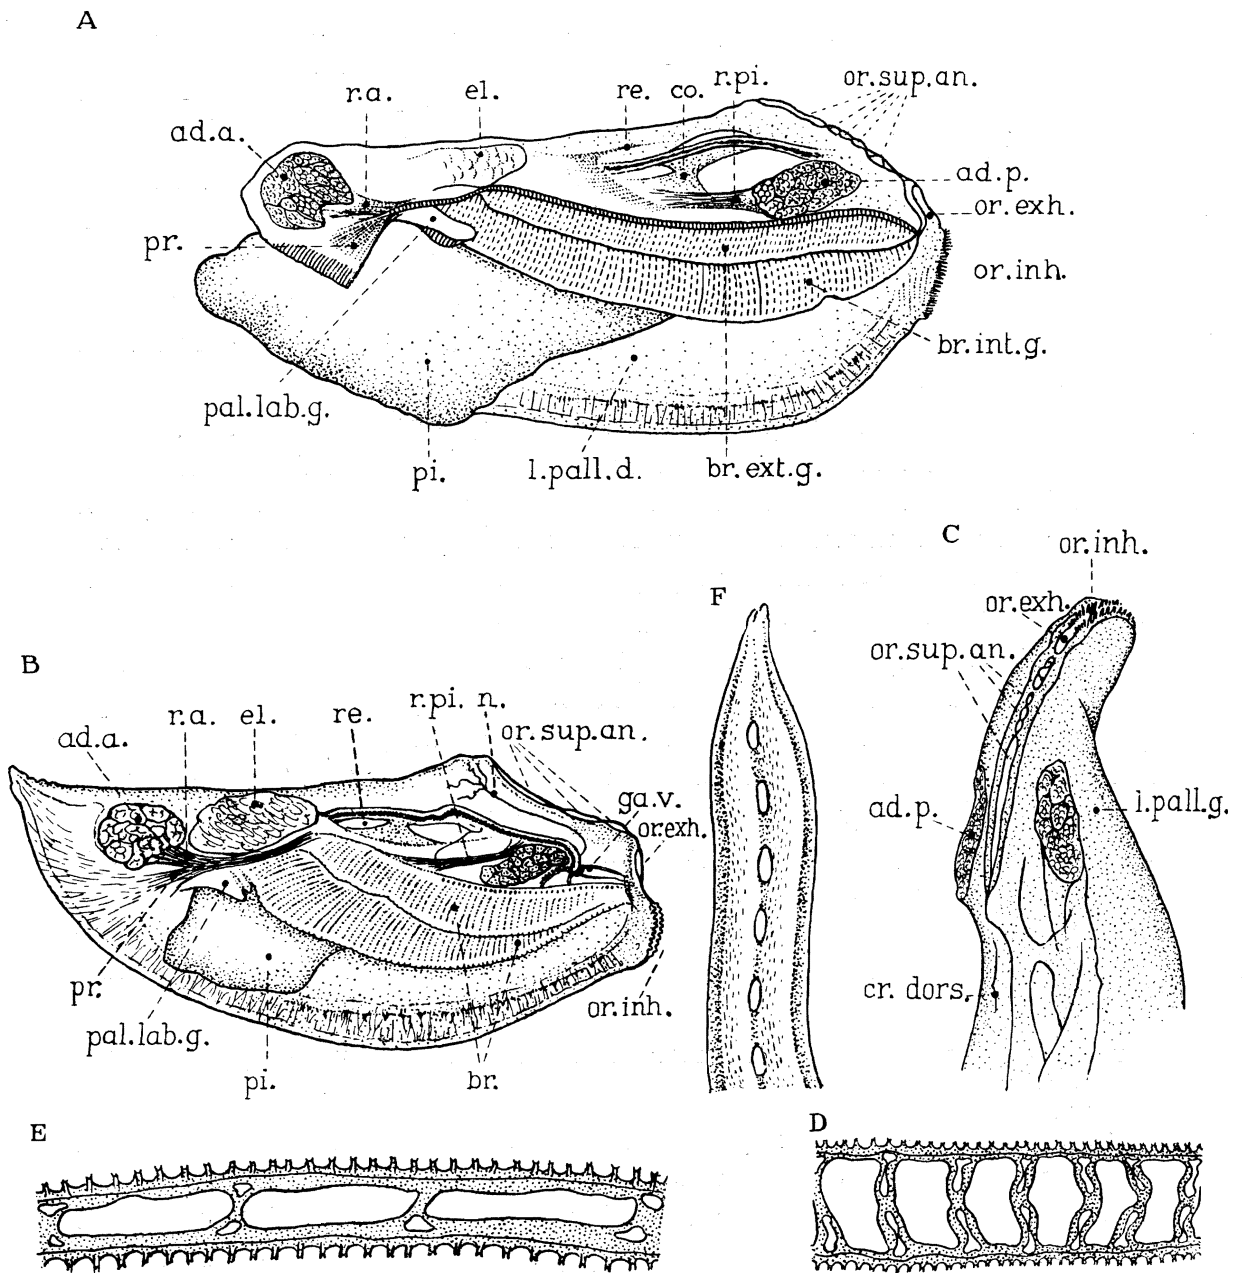 A
r.a.
el.
re.
co.
r.pi.
or.sup.an.
ad.a.
ad.p.
or.exh.
pr.
or.inh.
br.int.g.
pal.lab.g.
pi.
l.pall.d.
br.ext.g.
C
or.inh.
F
or.exh.
or.sup.an.
B
r.a.
el.
re.
r.pi.
n.
or.sup.an.
ad.a.
ga.v.
or.exh.
ad.p.
l.pall.g.
pr.
cr. dors.
or.inh.
pal.lab.g.
pi.
br.
E
D